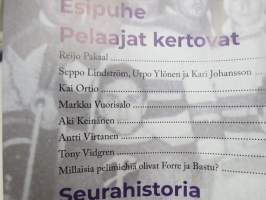 Esipuhe
Pelaajat kertovat
Reijo Pakaal
Seppo Lindström, Urpo Ylönen ja Kari Johansson
Kai Ortio
Markku Vuorisalo
Aki Keinänen
Antti Virtanen
Tony Vidgren
Millaisia pelimiehiä olivat Forre ja Bastu?
Seurahistoria